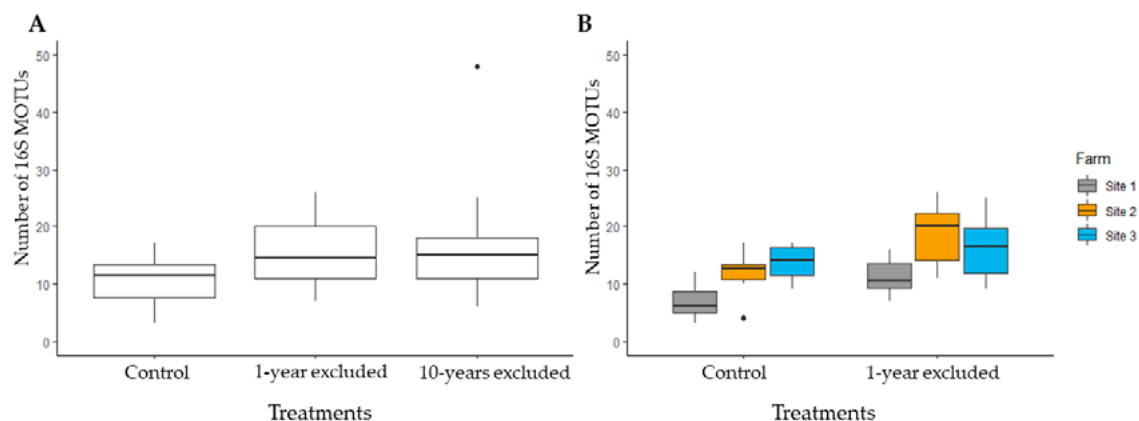 A
Number of 16S MOTUs
50
40
30
20
10
0
Control
1-year excluded
10-years excluded
Treatments
B
Number of 16S MOTUs
50
40
30
20
10
0
Control
1-year excluded
Treatments
Farm
Site 1
Site 2
Site 3